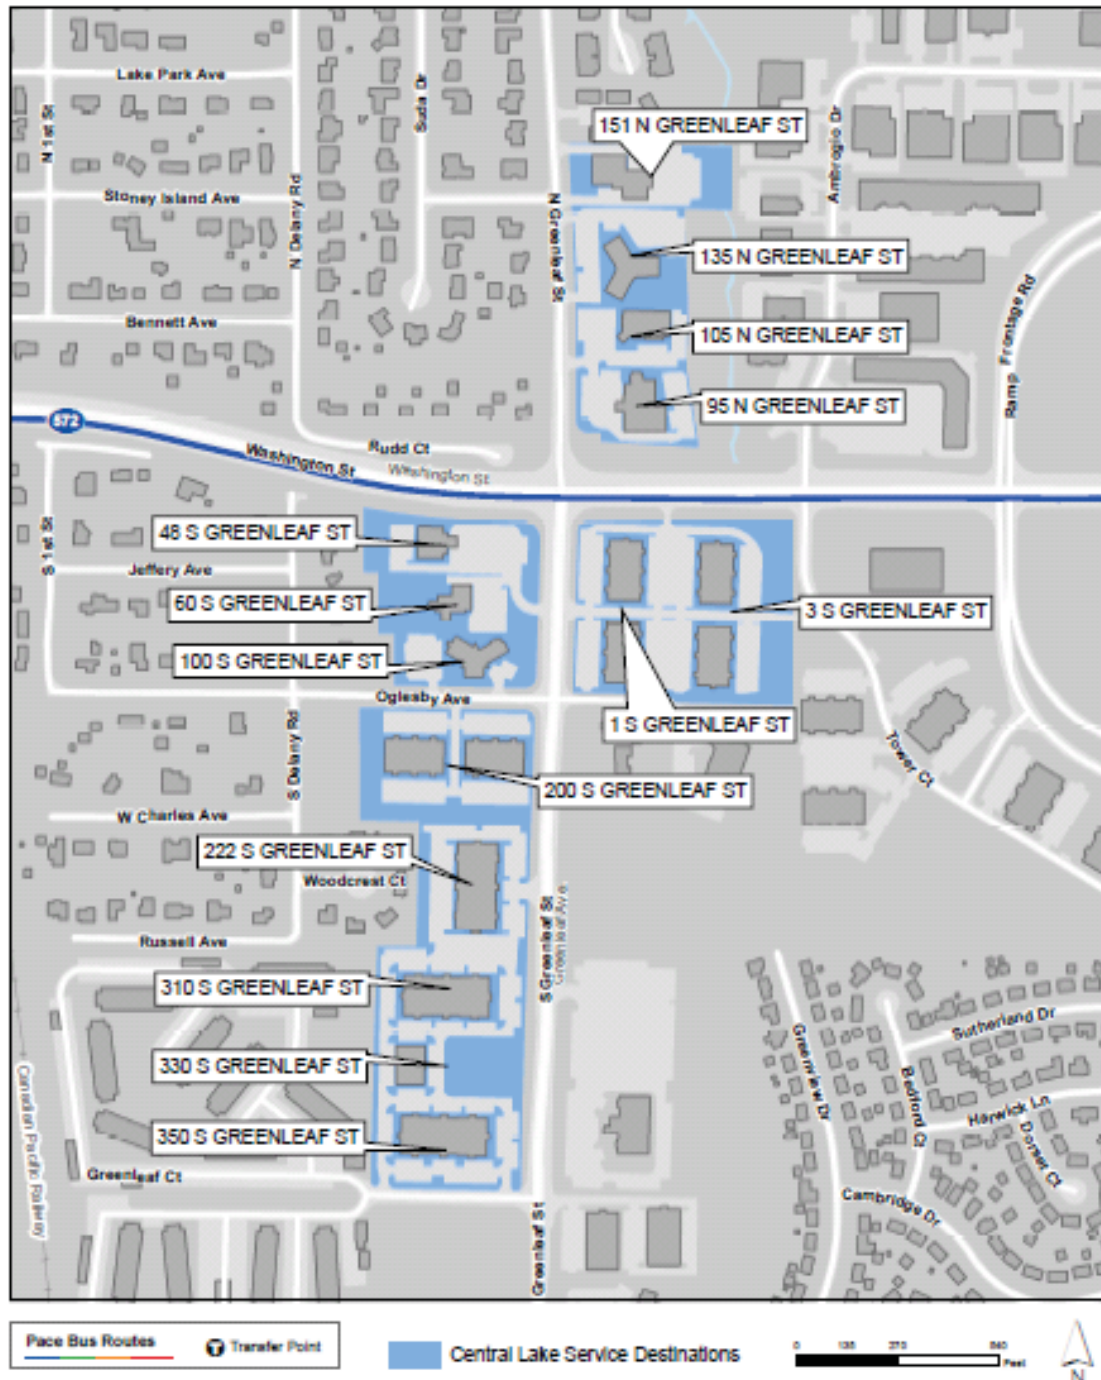 Lake Park Ave
Suda Dr
N 1st St
151 N GREENLEAF ST
Ambrogio Dr
Stoney Island Ave
N Delany Rd
N Greenleaf St
135 N GREENLEAF ST
Ramp Frontage Rd
Bennett Ave
105 N GREENLEAF ST
95 N GREENLEAF ST
572
Rudd Ct
Washington St
Washington St
S 1st St
48 S GREENLEAF ST
Jeffery Ave
60 S GREENLEAF ST
3 S GREENLEAF ST
100 S GREENLEAF ST
Oglesby Ave
1 S GREENLEAF ST
S Delany Rd
Tower Ct
200 S GREENLEAF ST
W Charles Ave
222 S GREENLEAF ST
Woodcrest Ct
S Greenleaf St
Greenleaf Ave
Russell Ave
310 S GREENLEAF ST
Sutherland Dr
Greenview Dr
330 S GREENLEAF ST
Bedford Ct
Harwick Ln
Dorset Ct
350 S GREENLEAF ST
Canadian Pacific Railway
Greenleaf Ct
Cambridge Dr
Greenleaf St
Pace Bus Routes
T Transfer Point
Central Lake Service Destinations
0 135 270 540
Feet
N